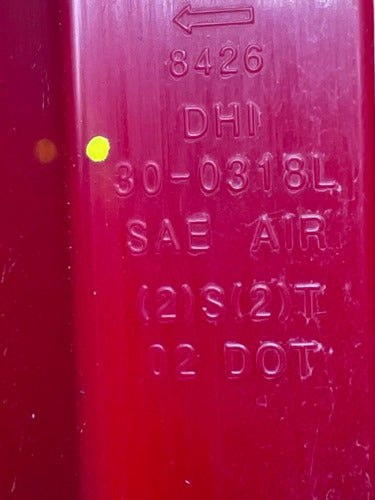 8426
DHI
30-0318L
SAE AIR
(2)S(2)T
02 DOT